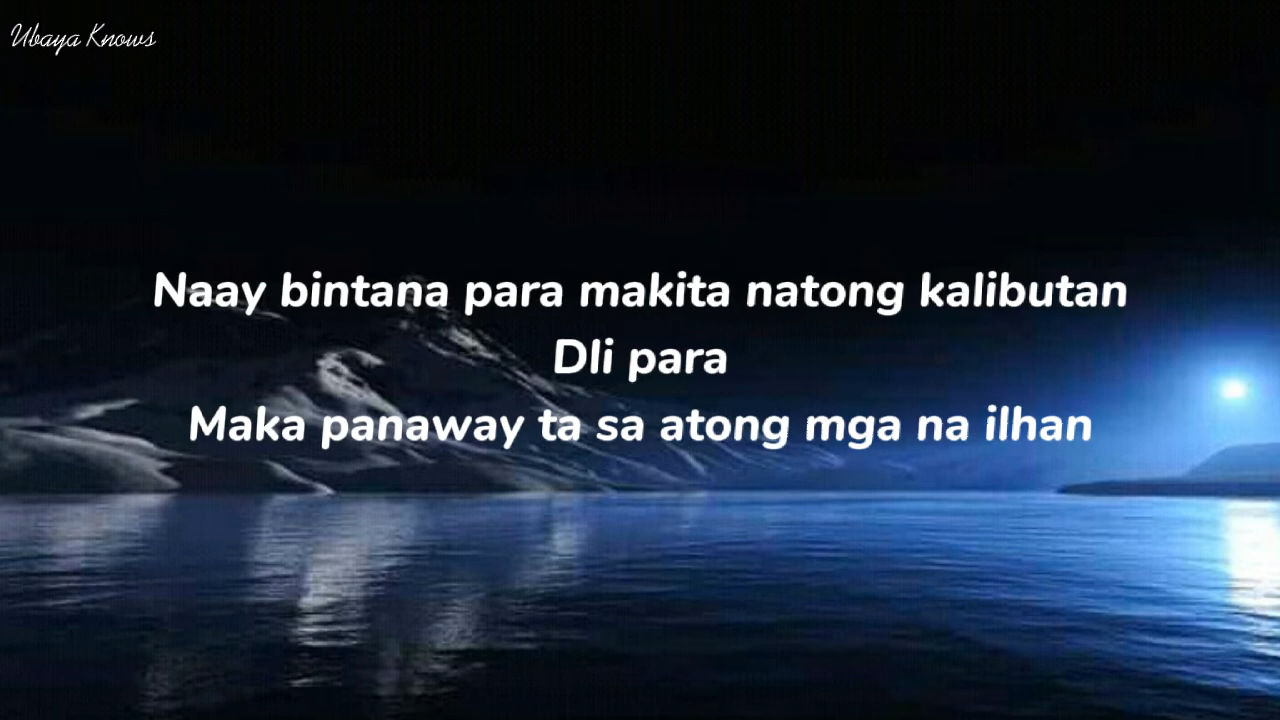 Ubaya Knows
Naay bintana para makita natong kalibutan
Dli para
Maka panaway ta sa atong mga na ilhan